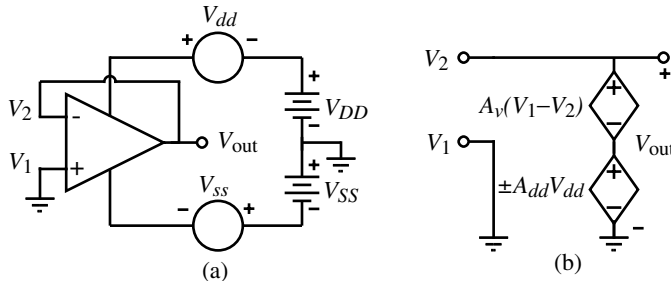 V_dd
+ −
V_2
-
V_1
+
V_out
+
V_DD
−
+
V_SS
−
V_ss
− +
(a)
V_2
+
+
A_v(V_1−V_2)
−
V_1
V_out
+
±A_dd V_dd
−
−
(b)